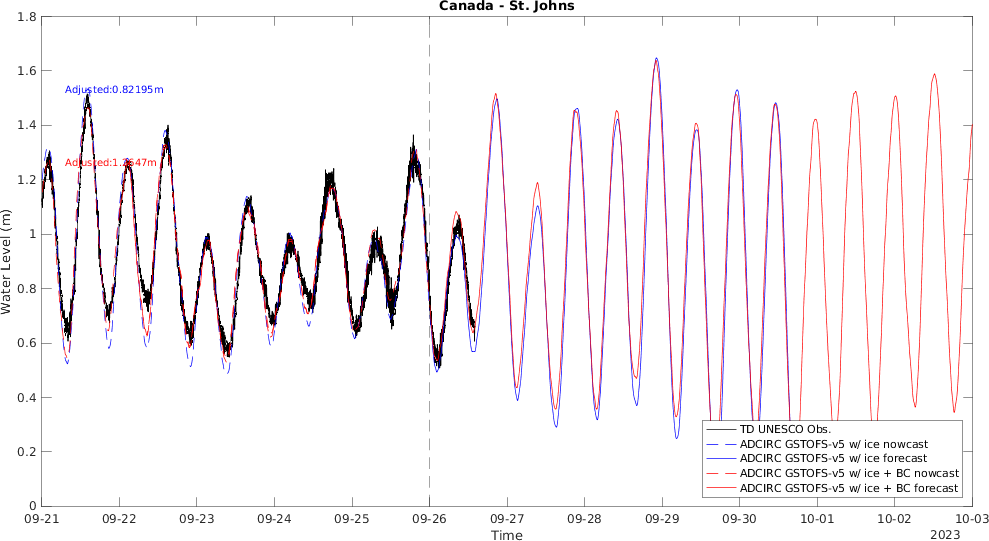 Canada - St. Johns
1.8
1.6
1.4
1.2
1
0.8
0.6
0.4
0.2
0
Water Level (m)
Adjusted:0.82195m
TD UNESCO Obs.
ADCIRC GSTOFS-v5 w/ ice nowcast
ADCIRC GSTOFS-v5 w/ ice forecast
ADCIRC GSTOFS-v5 w/ ice + BC nowcast
ADCIRC GSTOFS-v5 w/ ice + BC forecast
09-21 09-22 09-23 09-24 09-25 09-26 09-27 09-28 09-29 09-30 10-01 10-02 10-03
Time
2023